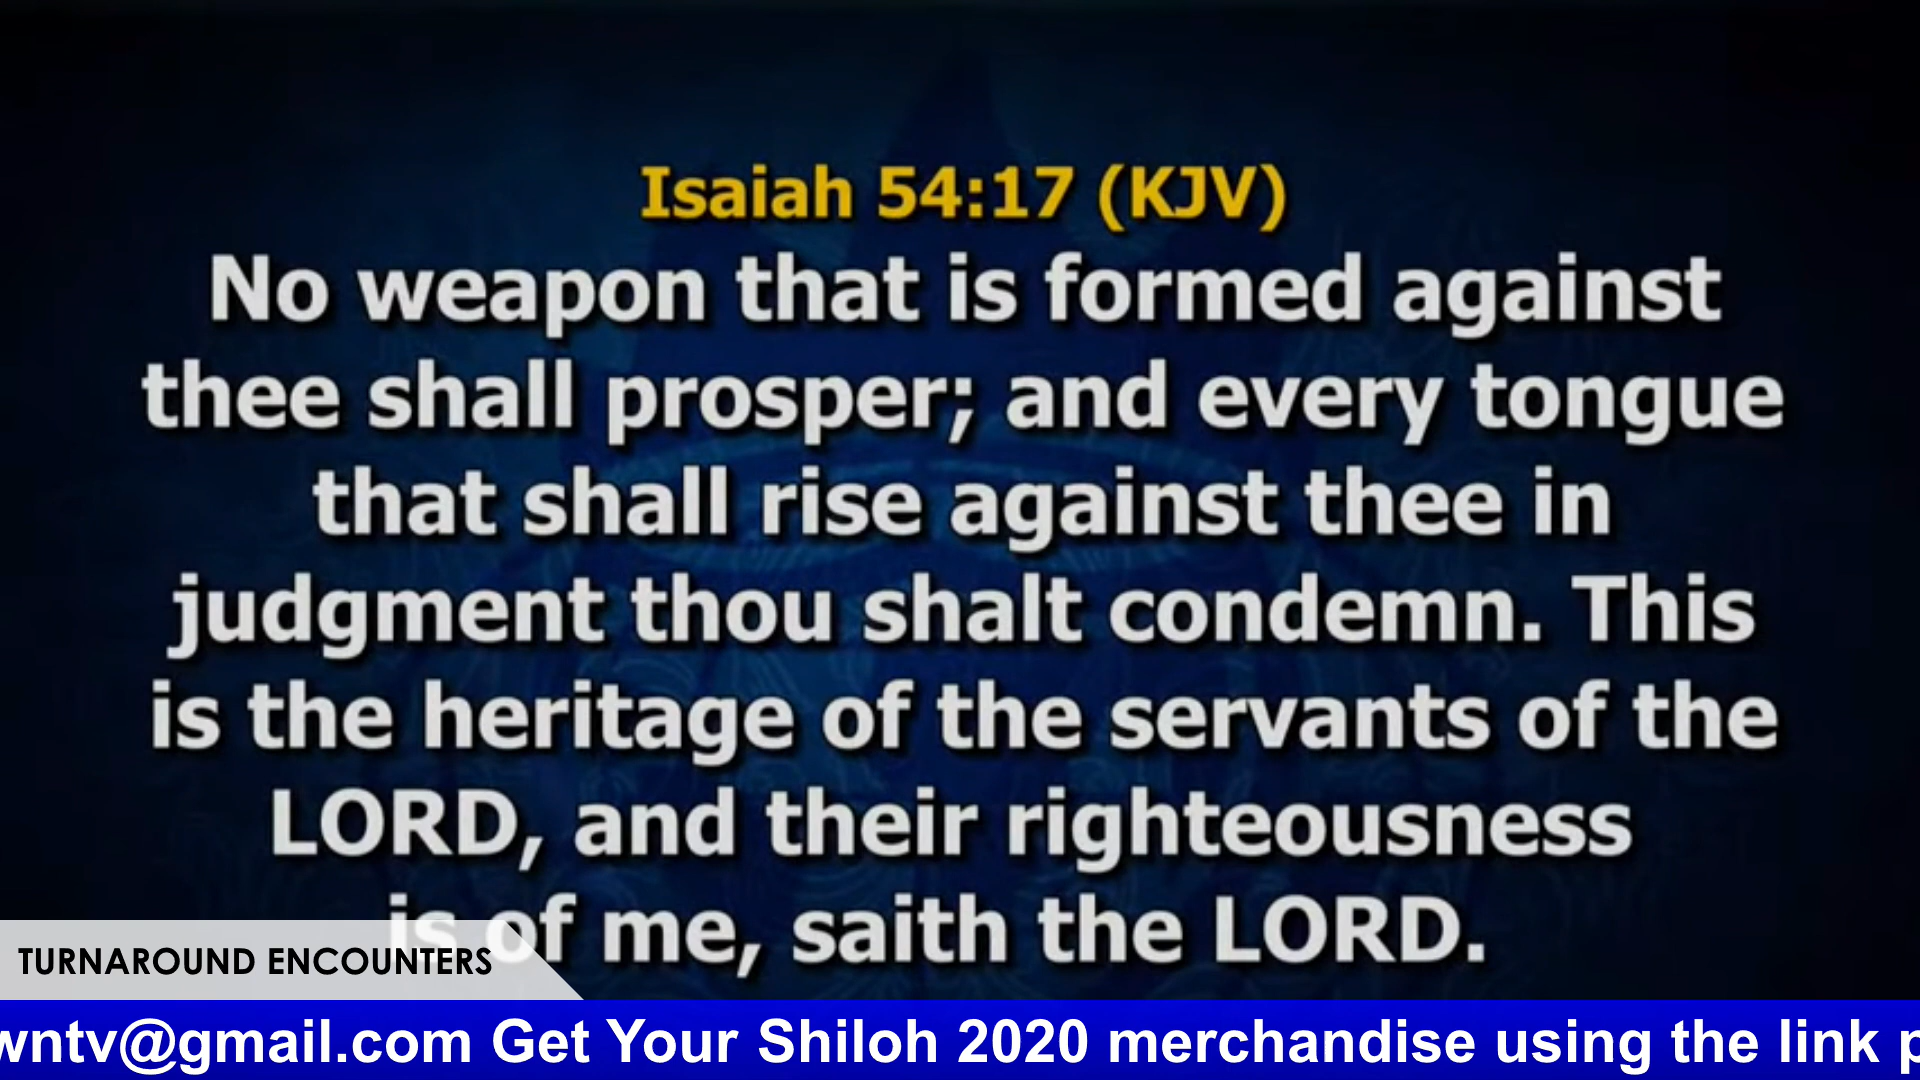 Isaiah 54:17 (KJV)
No weapon that is formed against
thee shall prosper; and every tongue
that shall rise against thee in
judgment thou shalt condemn. This
is the heritage of the servants of the
LORD, and their righteousness
is of me, saith the LORD.
TURNAROUND ENCOUNTERS
wntv@gmail.com Get Your Shiloh 2020 merchandise using the link